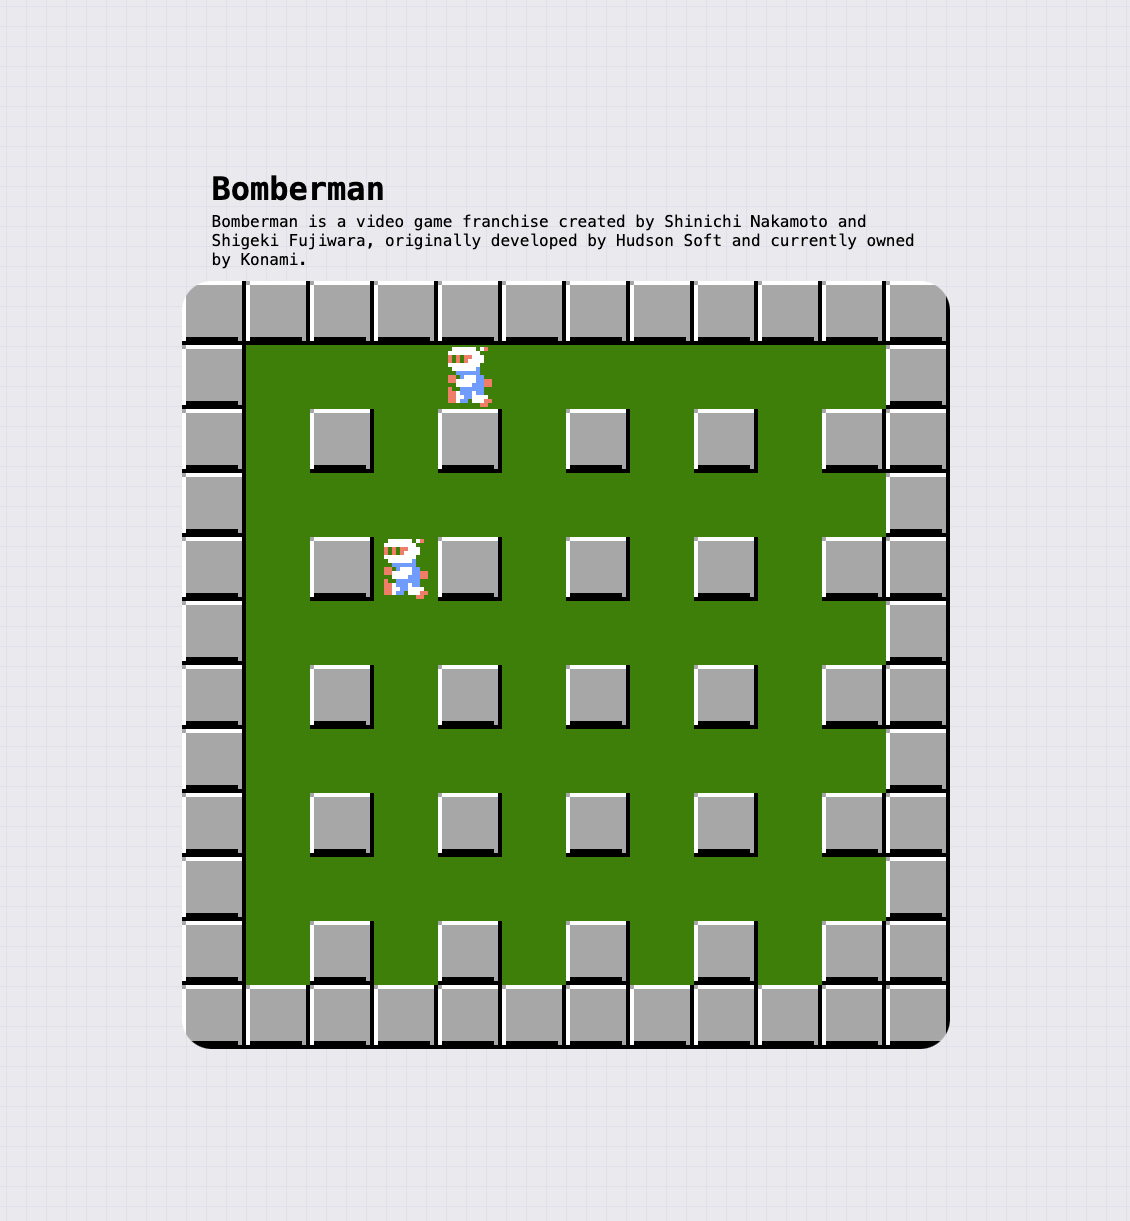 Bomberman
Bomberman is a video game franchise created by Shinichi Nakamoto and
Shigeki Fujiwara, originally developed by Hudson Soft and currently owned
by Konami.